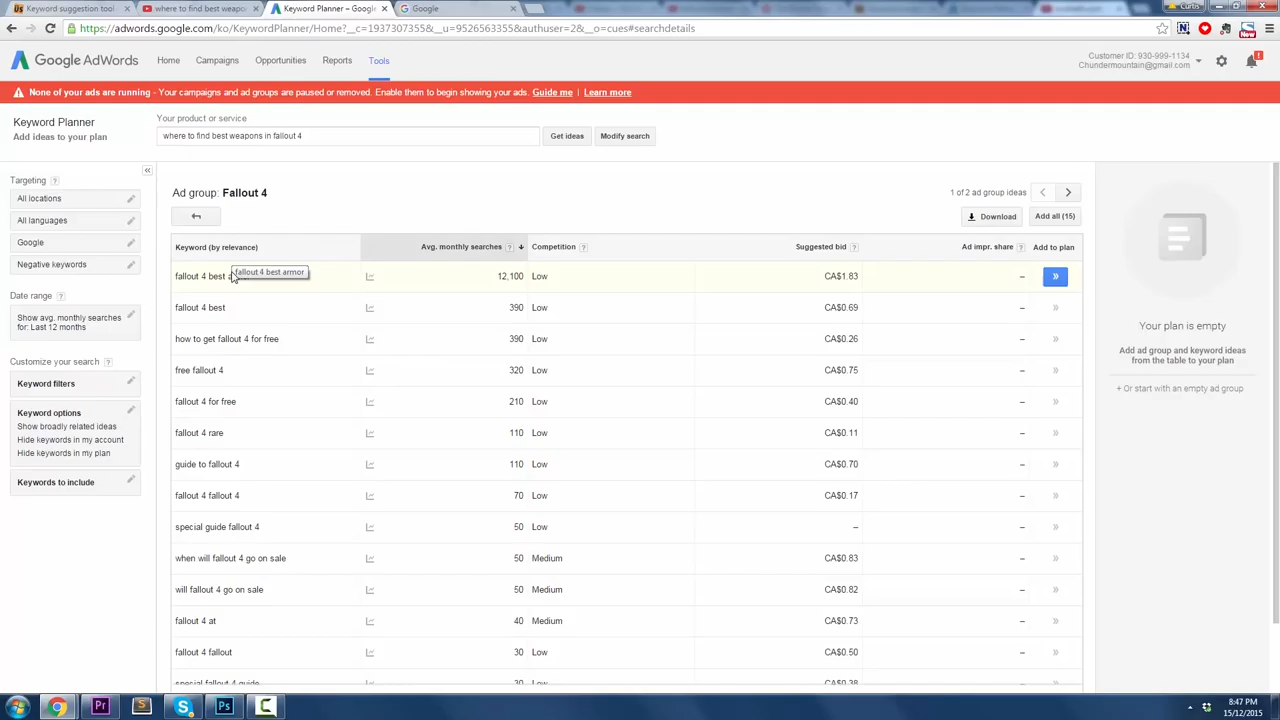 Keyword suggestion tool
where to find best weapon
Keyword Planner – Google
Google
Curtis
https://adwords.google.com/ko/KeywordPlanner/Home?__c=1937307355&__u=9526563355&authuser=2&__o=cues#searchdetails
New
Google AdWords
Home
Campaigns
Opportunities
Reports
Tools
Customer ID: 930-999-1134
Chundermountain@gmail.com
None of your ads are running - Your campaigns and ad groups are paused or removed. Enable them to begin showing your ads. Guide me | Learn more
Keyword Planner
Add ideas to your plan
Your product or service
where to find best weapons in fallout 4
Get ideas
Modify search
Targeting ?
All locations
All languages
Google
Negative keywords
Date range ?
Show avg. monthly searches
for: Last 12 months
Customize your search ?
Keyword filters
Keyword options
Show broadly related ideas
Hide keywords in my account
Hide keywords in my plan
Keywords to include
Ad group: Fallout 4
1 of 2 ad group ideas
Download
Add all (15)
Keyword (by relevance) Avg. monthly searches ? Competition ? Suggested bid ? Ad impr. share ? Add to plan
fallout 4 best 12,100 Low CA$1.83 – »
fallout 4 best armor
fallout 4 best 390 Low CA$0.69 – »
how to get fallout 4 for free 390 Low CA$0.26 – »
free fallout 4 320 Low CA$0.75 – »
fallout 4 for free 210 Low CA$0.40 – »
fallout 4 rare 110 Low CA$0.11 – »
guide to fallout 4 110 Low CA$0.70 – »
fallout 4 fallout 4 70 Low CA$0.17 – »
special guide fallout 4 50 Low – – »
when will fallout 4 go on sale 50 Medium CA$0.83 – »
will fallout 4 go on sale 50 Medium CA$0.82 – »
fallout 4 at 40 Medium CA$0.73 – »
fallout 4 fallout 30 Low CA$0.50 – »
special fallout 4 guide 30 Low CA$0.38 – »
Your plan is empty
Add ad group and keyword ideas
from the table to your plan
+ Or start with an empty ad group
Pr
S
Ps
C
8:47 PM
15/12/2015